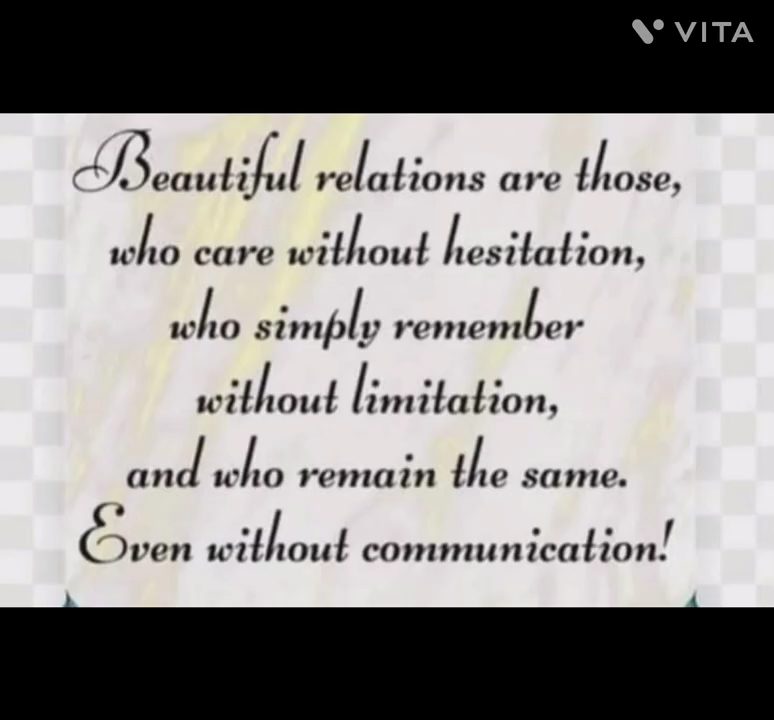 VITA
Beautiful relations are those,
who care without hesitation,
who simply remember
without limitation,
and who remain the same.
Even without communication!